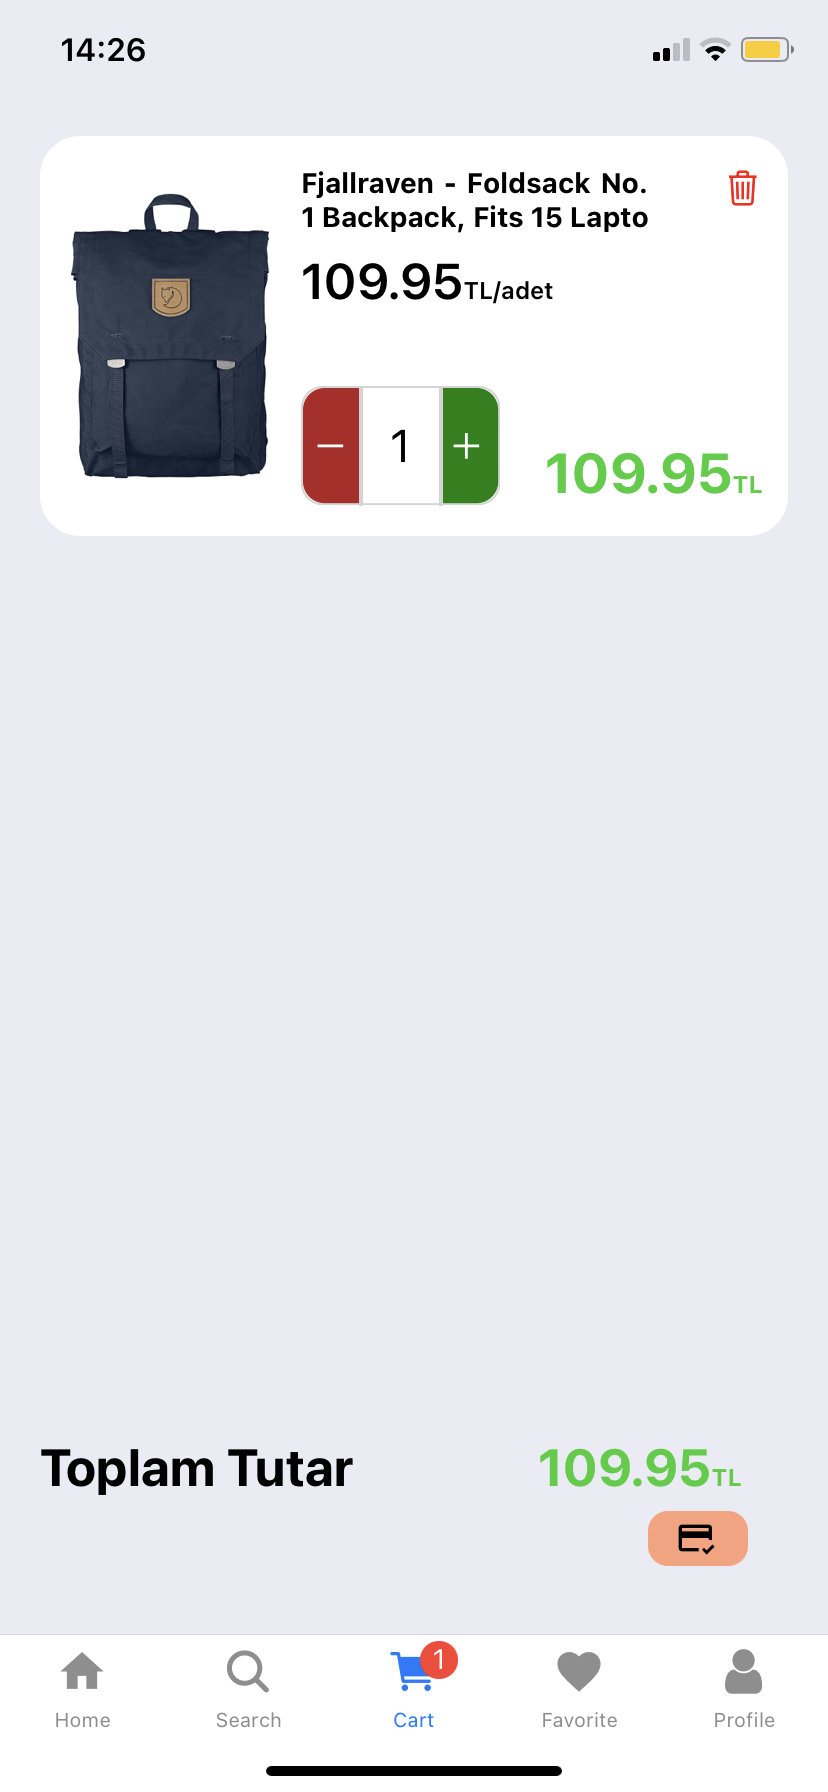 14:26
Fjallraven - Foldsack No.
1 Backpack, Fits 15 Lapto
109.95TL/adet
1
109.95TL
Toplam Tutar
109.95TL
1
Home
Search
Cart
Favorite
Profile